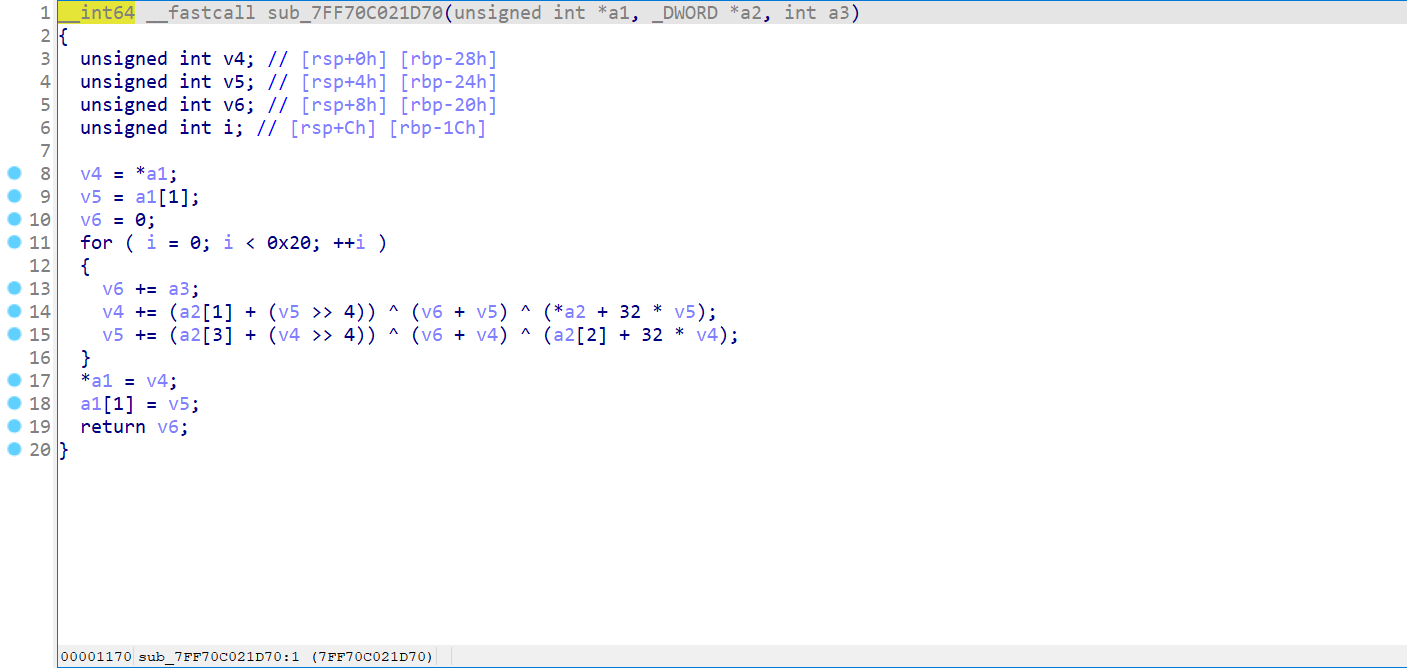 1 __int64 __fastcall sub_7FF70C021D70(unsigned int *a1, _DWORD *a2, int a3)
2 {
3   unsigned int v4; // [rsp+0h] [rbp-28h]
4   unsigned int v5; // [rsp+4h] [rbp-24h]
5   unsigned int v6; // [rsp+8h] [rbp-20h]
6   unsigned int i; // [rsp+Ch] [rbp-1Ch]
7
8   v4 = *a1;
9   v5 = a1[1];
10   v6 = 0;
11   for ( i = 0; i < 0x20; ++i )
12   {
13     v6 += a3;
14     v4 += (a2[1] + (v5 >> 4)) ^ (v6 + v5) ^ (*a2 + 32 * v5);
15     v5 += (a2[3] + (v4 >> 4)) ^ (v6 + v4) ^ (a2[2] + 32 * v4);
16   }
17   *a1 = v4;
18   a1[1] = v5;
19   return v6;
20 }
00001170 sub_7FF70C021D70:1 (7FF70C021D70)